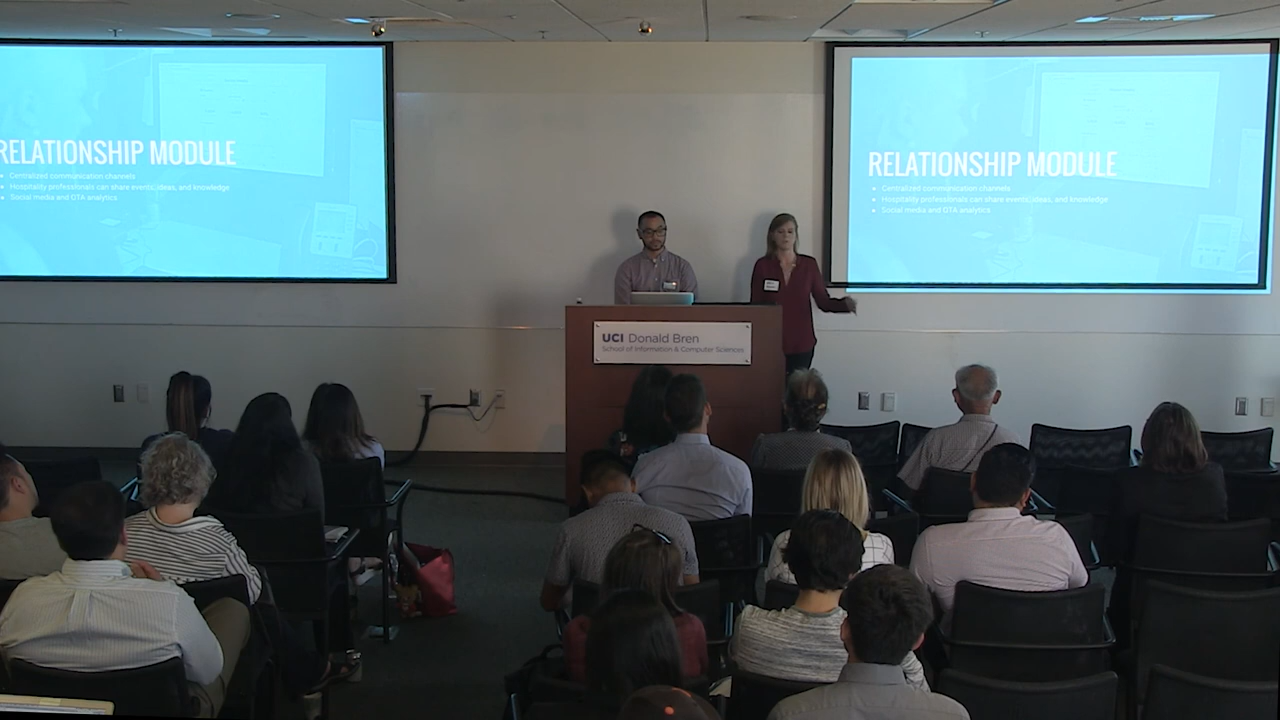 RELATIONSHIP MODULE
• Centralized communication channels
• Hospitality professionals can share events, ideas, and knowledge
• Social media and OTA analytics
RELATIONSHIP MODULE
• Centralized communication channels
• Hospitality professionals can share events, ideas, and knowledge
• Social media and OTA analytics
UCI Donald Bren
School of Information & Computer Sciences